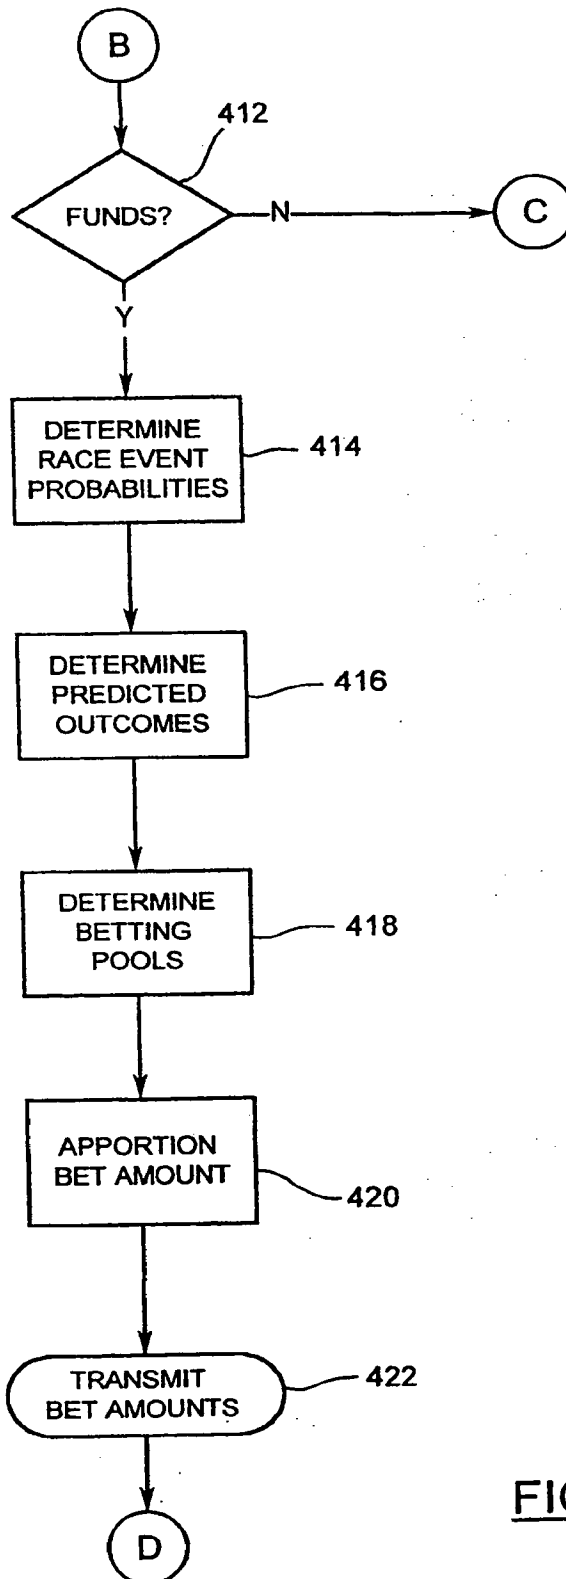 B
412
FUNDS?
N
C
Y
DETERMINE
RACE EVENT
PROBABILITIES
414
DETERMINE
PREDICTED
OUTCOMES
416
DETERMINE
BETTING
POOLS
418
APPORTION
BET AMOUNT
420
TRANSMIT
BET AMOUNTS
422
D
FIG